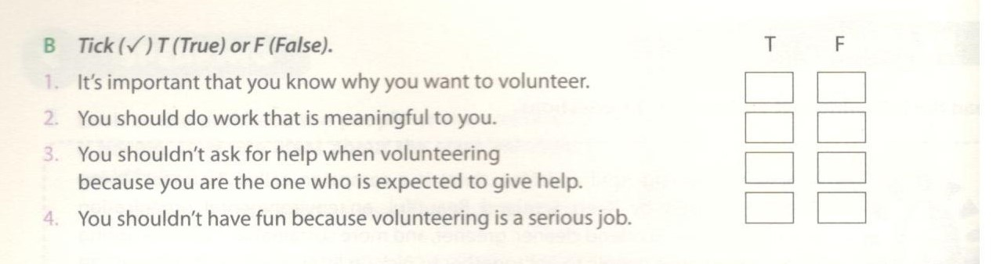 B Tick (✓) T (True) or F (False). T F
1. It's important that you know why you want to volunteer.
2. You should do work that is meaningful to you.
3. You shouldn't ask for help when volunteering
because you are the one who is expected to give help.
4. You shouldn't have fun because volunteering is a serious job.